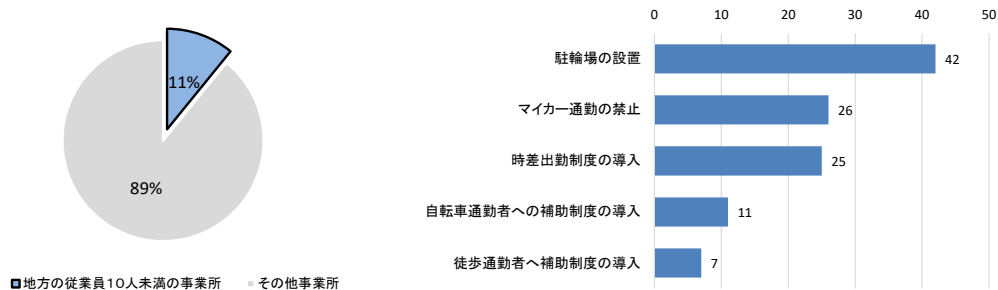 11%
89%
地方の従業員10人未満の事業所
その他事業所
0 10 20 30 40 50
駐輪場の設置 42
マイカー通勤の禁止 26
時差出勤制度の導入 25
自転車通勤者への補助制度の導入 11
徒歩通勤者へ補助制度の導入 7